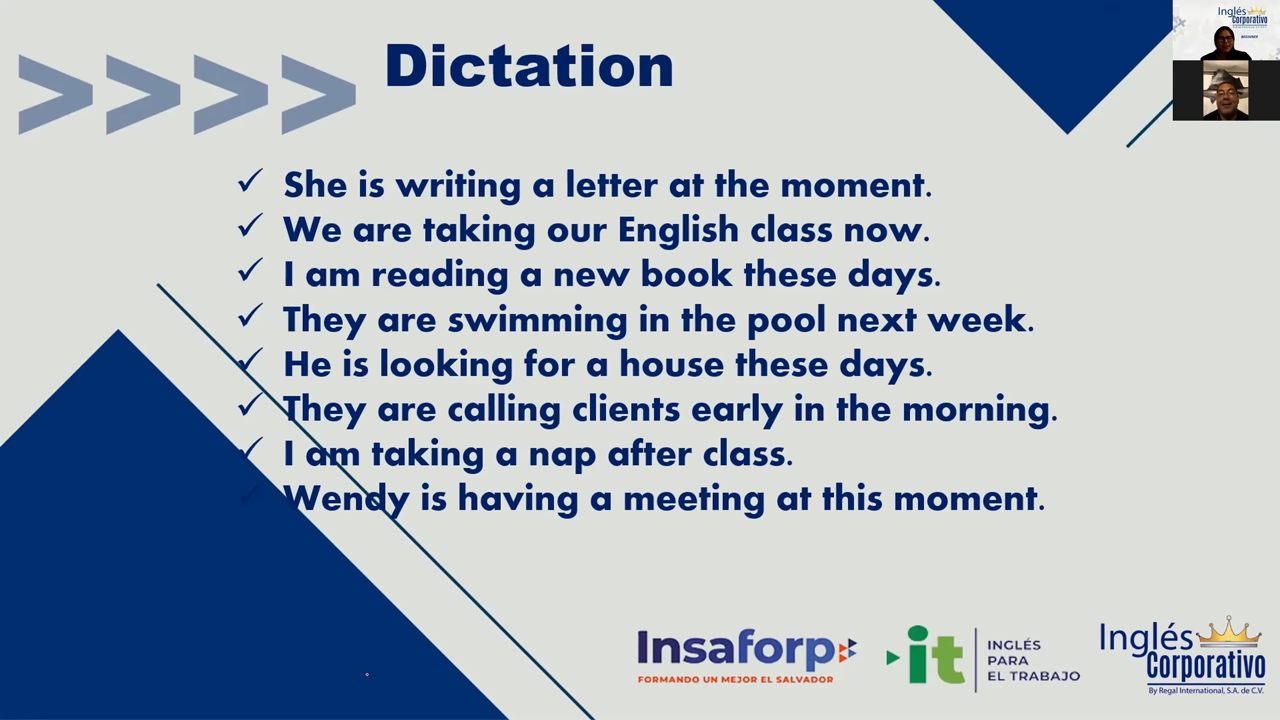 Dictation
✓ She is writing a letter at the moment.
✓ We are taking our English class now.
✓ I am reading a new book these days.
✓ They are swimming in the pool next week.
✓ He is looking for a house these days.
✓ They are calling clients early in the morning.
✓ I am taking a nap after class.
✓ Wendy is having a meeting at this moment.
Insaforp
FORMANDO UN MEJOR EL SALVADOR
it
INGLÉS
PARA
EL TRABAJO
Inglés
Corporativo
By Regal International, S.A. de C.V.
Inglés
Corporativo